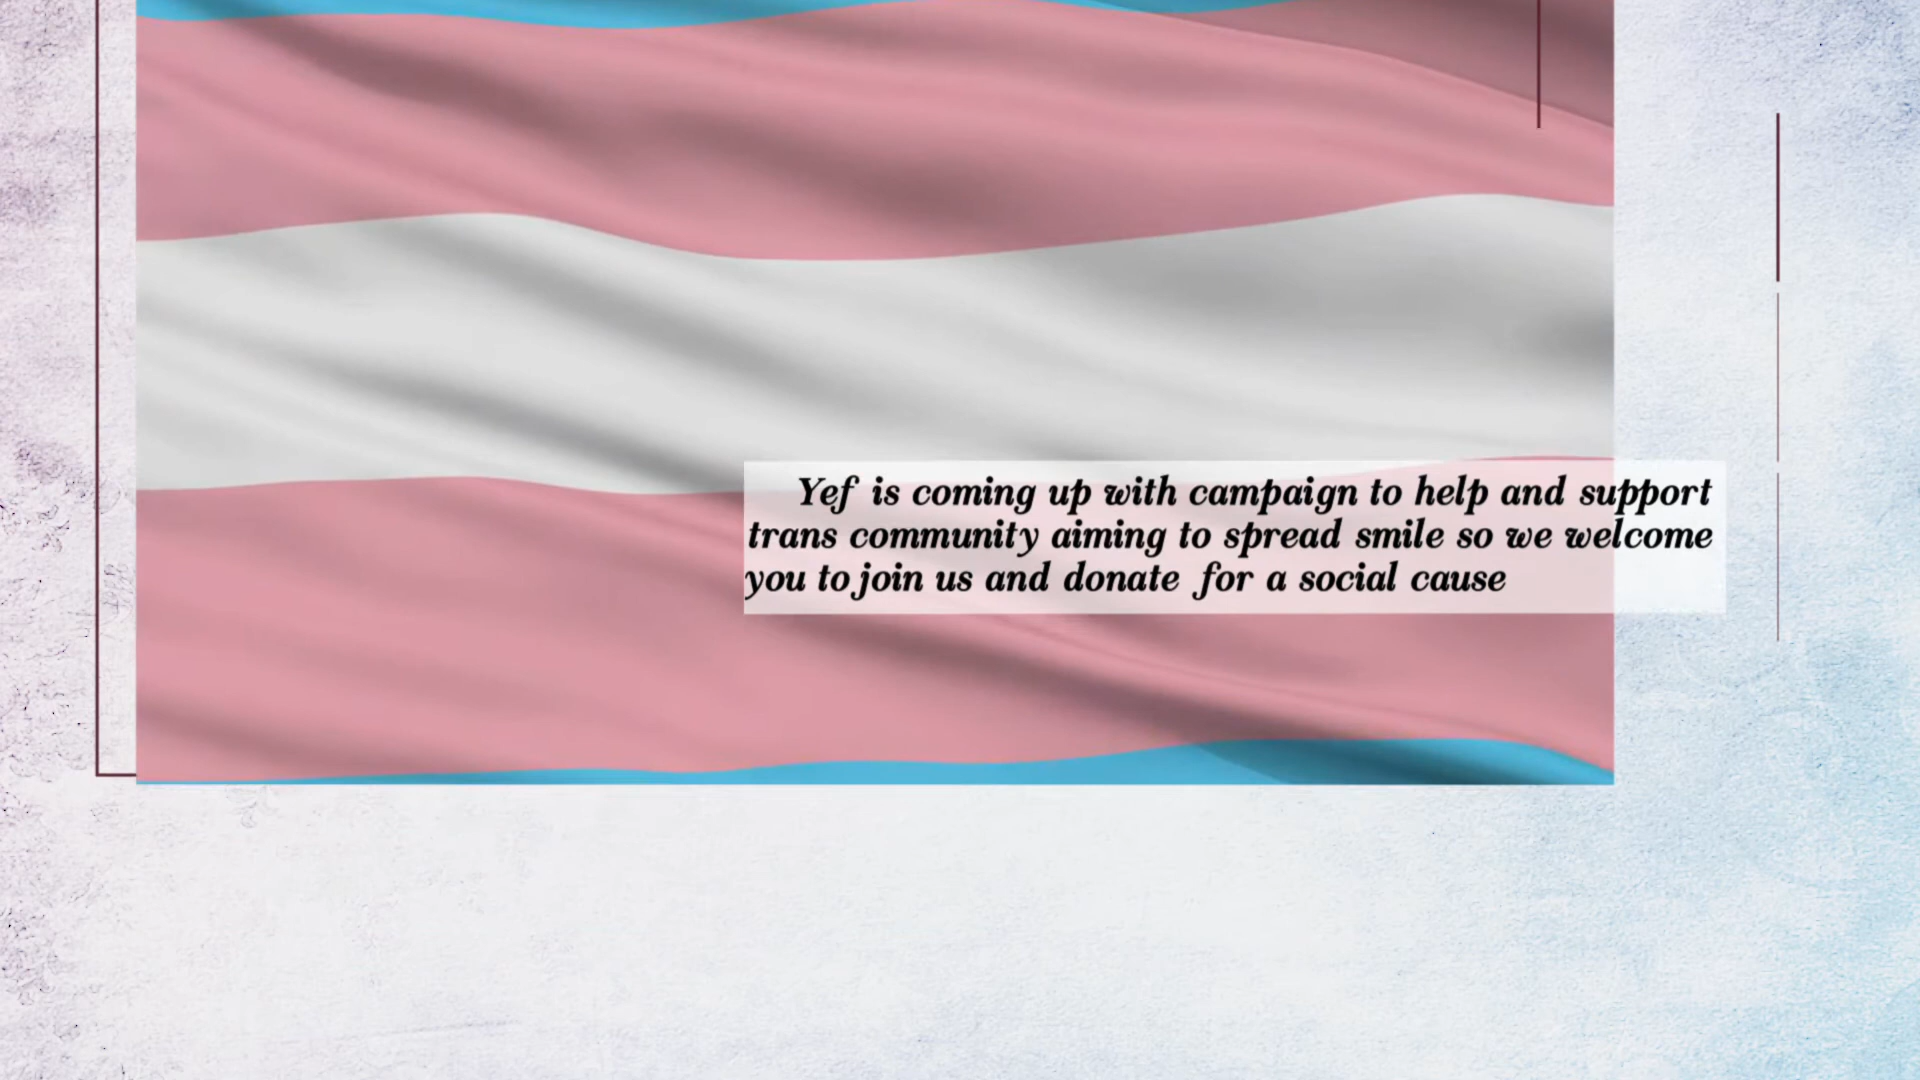 Yef is coming up with campaign to help and support
trans community aiming to spread smile so we welcome
you to join us and donate for a social cause